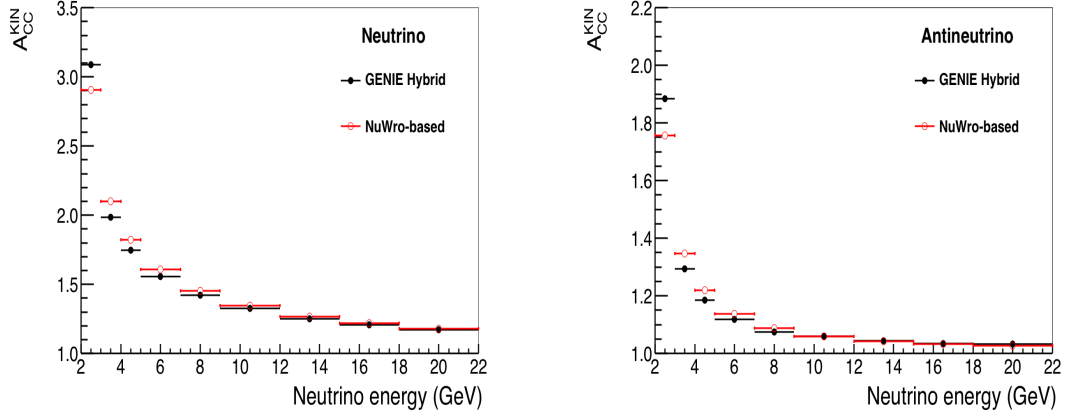 A_CC^KIN
3.5
3.0
2.5
2.0
1.5
1.0
Neutrino
GENIE Hybrid
NuWro-based
2 4 6 8 10 12 14 16 18 20 22
Neutrino energy (GeV)
A_CC^KIN
2.2
2.0
1.8
1.6
1.4
1.2
1.0
Antineutrino
GENIE Hybrid
NuWro-based
2 4 6 8 10 12 14 16 18 20 22
Neutrino energy (GeV)